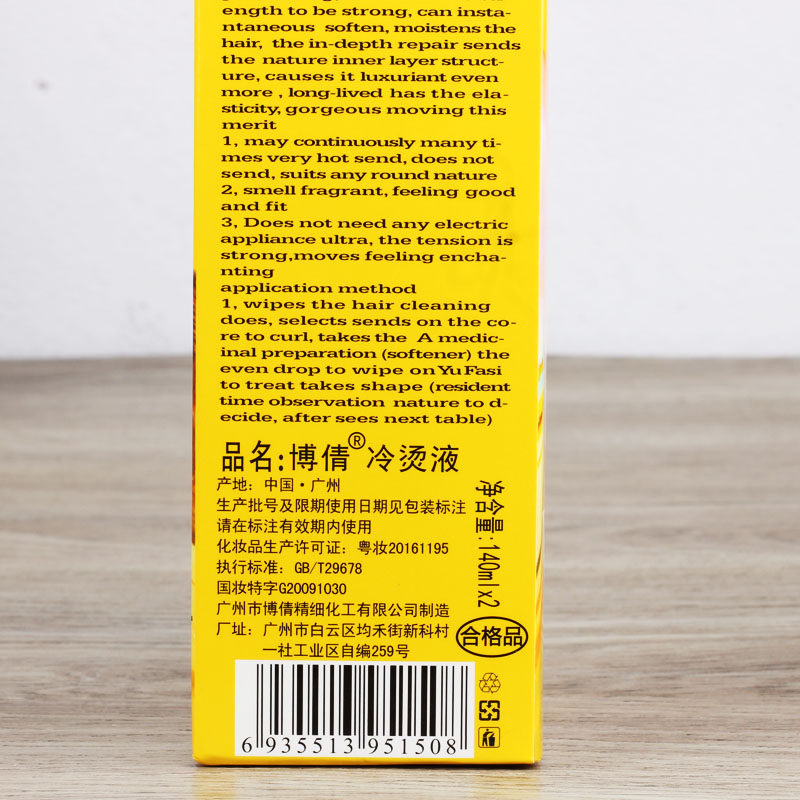 ength to be strong, can insta-
ntaneous soften, moistens the
hair, the in-depth repair sends
the nature inner layer struct-
ure, causes it luxuriant even
more , long-lived has the ela-
sticity, gorgeous moving this
merit
1, may continuously many ti-
mes very hot send, does not
send, suits any round nature
2, smell fragrant, feeling good
and fit
3, Does not need any electric
appliance ultra, the tension is
strong,moves feeling encha-
nting
application method
1, wipes the hair cleaning
does, selects sends on the co-
re to curl, takes the A medic-
inal preparation (softener) the
even drop to wipe on YuFasi
to treat takes shape (resident
time observation nature to d-
ecide, after sees next table)
品名:博倩®冷烫液
产地: 中国·广州
生产批号及限期使用日期见包装标注
请在标注有效期内使用
化妆品生产许可证: 粤妆20161195
执行标准: GB/T29678
国妆特字G20091030
广州市博倩精细化工有限公司制造
厂址: 广州市白云区均禾街新科村
一社工业区自编259号
净含量:140mlx2
合格品
6 935513 951508